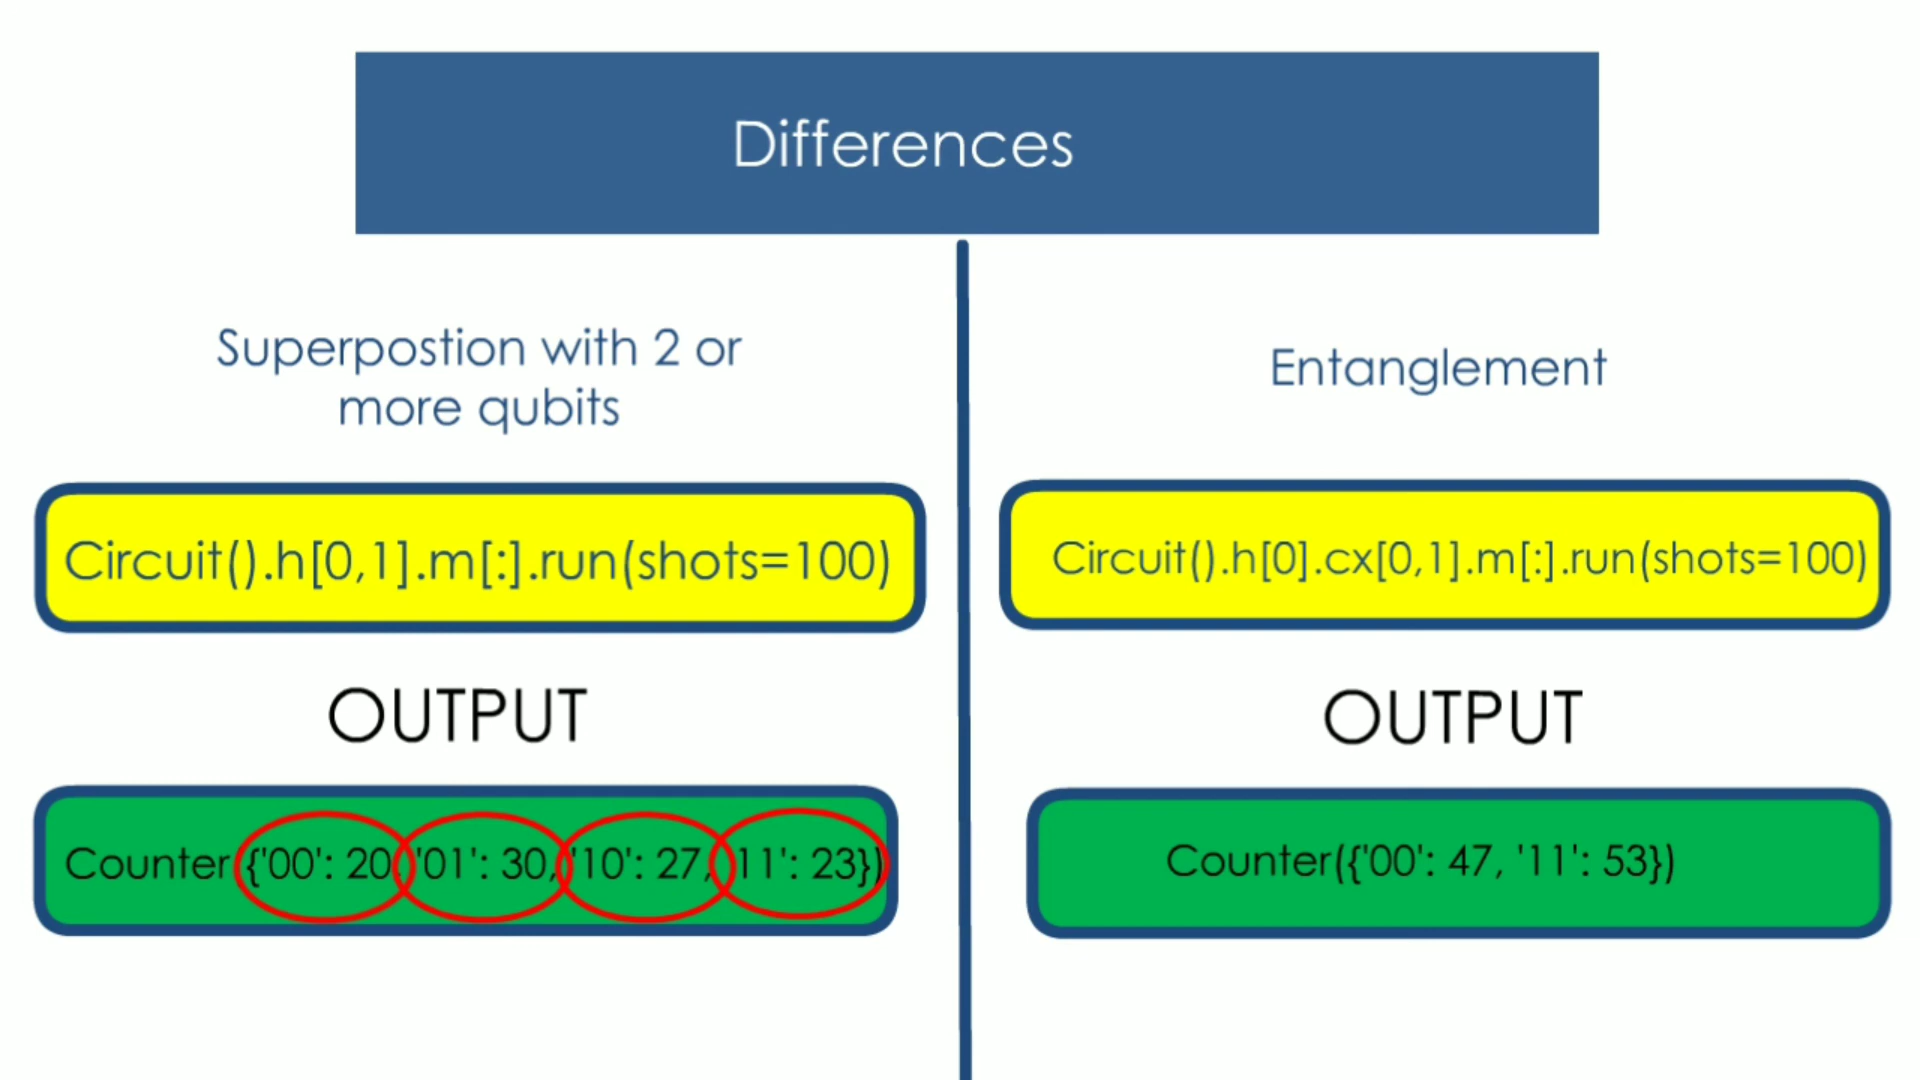 Differences
Superpostion with 2 or
more qubits
Circuit().h[0,1].m[:].run(shots=100)
OUTPUT
Counter({'00': 20, '01': 30, '10': 27, '11': 23})
Entanglement
Circuit().h[0].cx[0,1].m[:].run(shots=100)
OUTPUT
Counter({'00': 47, '11': 53})